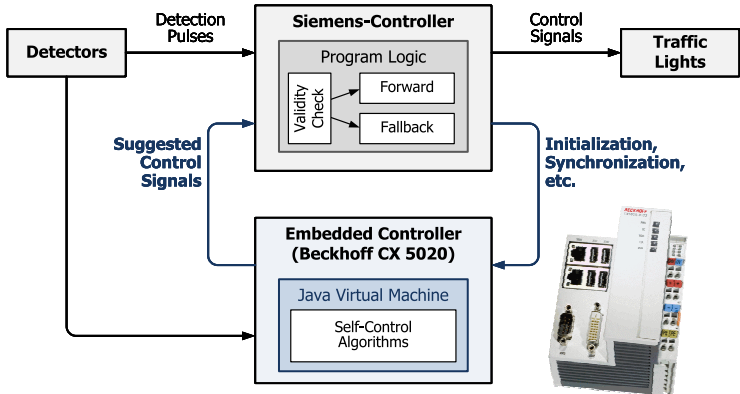 Detectors
Detection
Pulses
Siemens-Controller
Program Logic
Validity
Check
Forward
Fallback
Control
Signals
Traffic
Lights
Suggested
Control
Signals
Initialization,
Synchronization,
etc.
Embedded Controller
(Beckhoff CX 5020)
Java Virtual Machine
Self-Control
Algorithms
BECKHOFF